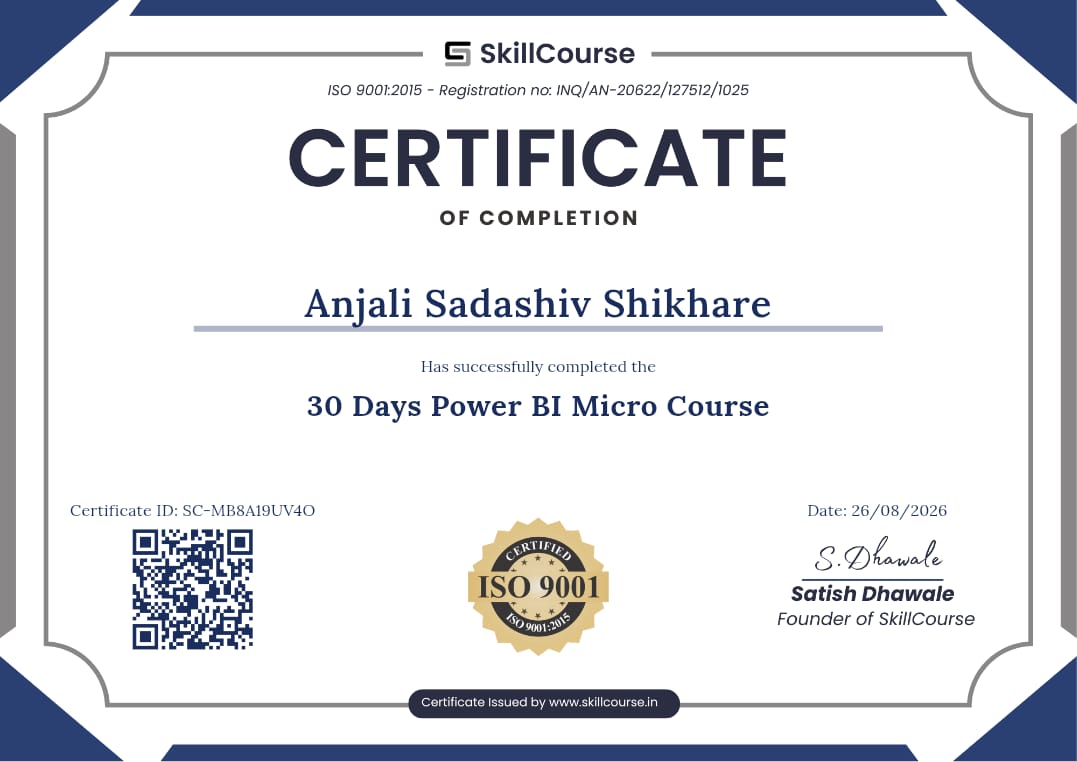 SkillCourse
ISO 9001:2015 - Registration no: INQ/AN-20622/127512/1025
CERTIFICATE
OF COMPLETION
Anjali Sadashiv Shikhare
Has successfully completed the
30 Days Power BI Micro Course
Certificate ID: SC-MB8A19UV4O
Date: 26/08/2026
CERTIFIED
ISO 9001
ISO 9001:2015
S. Dhawale
Satish Dhawale
Founder of SkillCourse
Certificate Issued by www.skillcourse.in